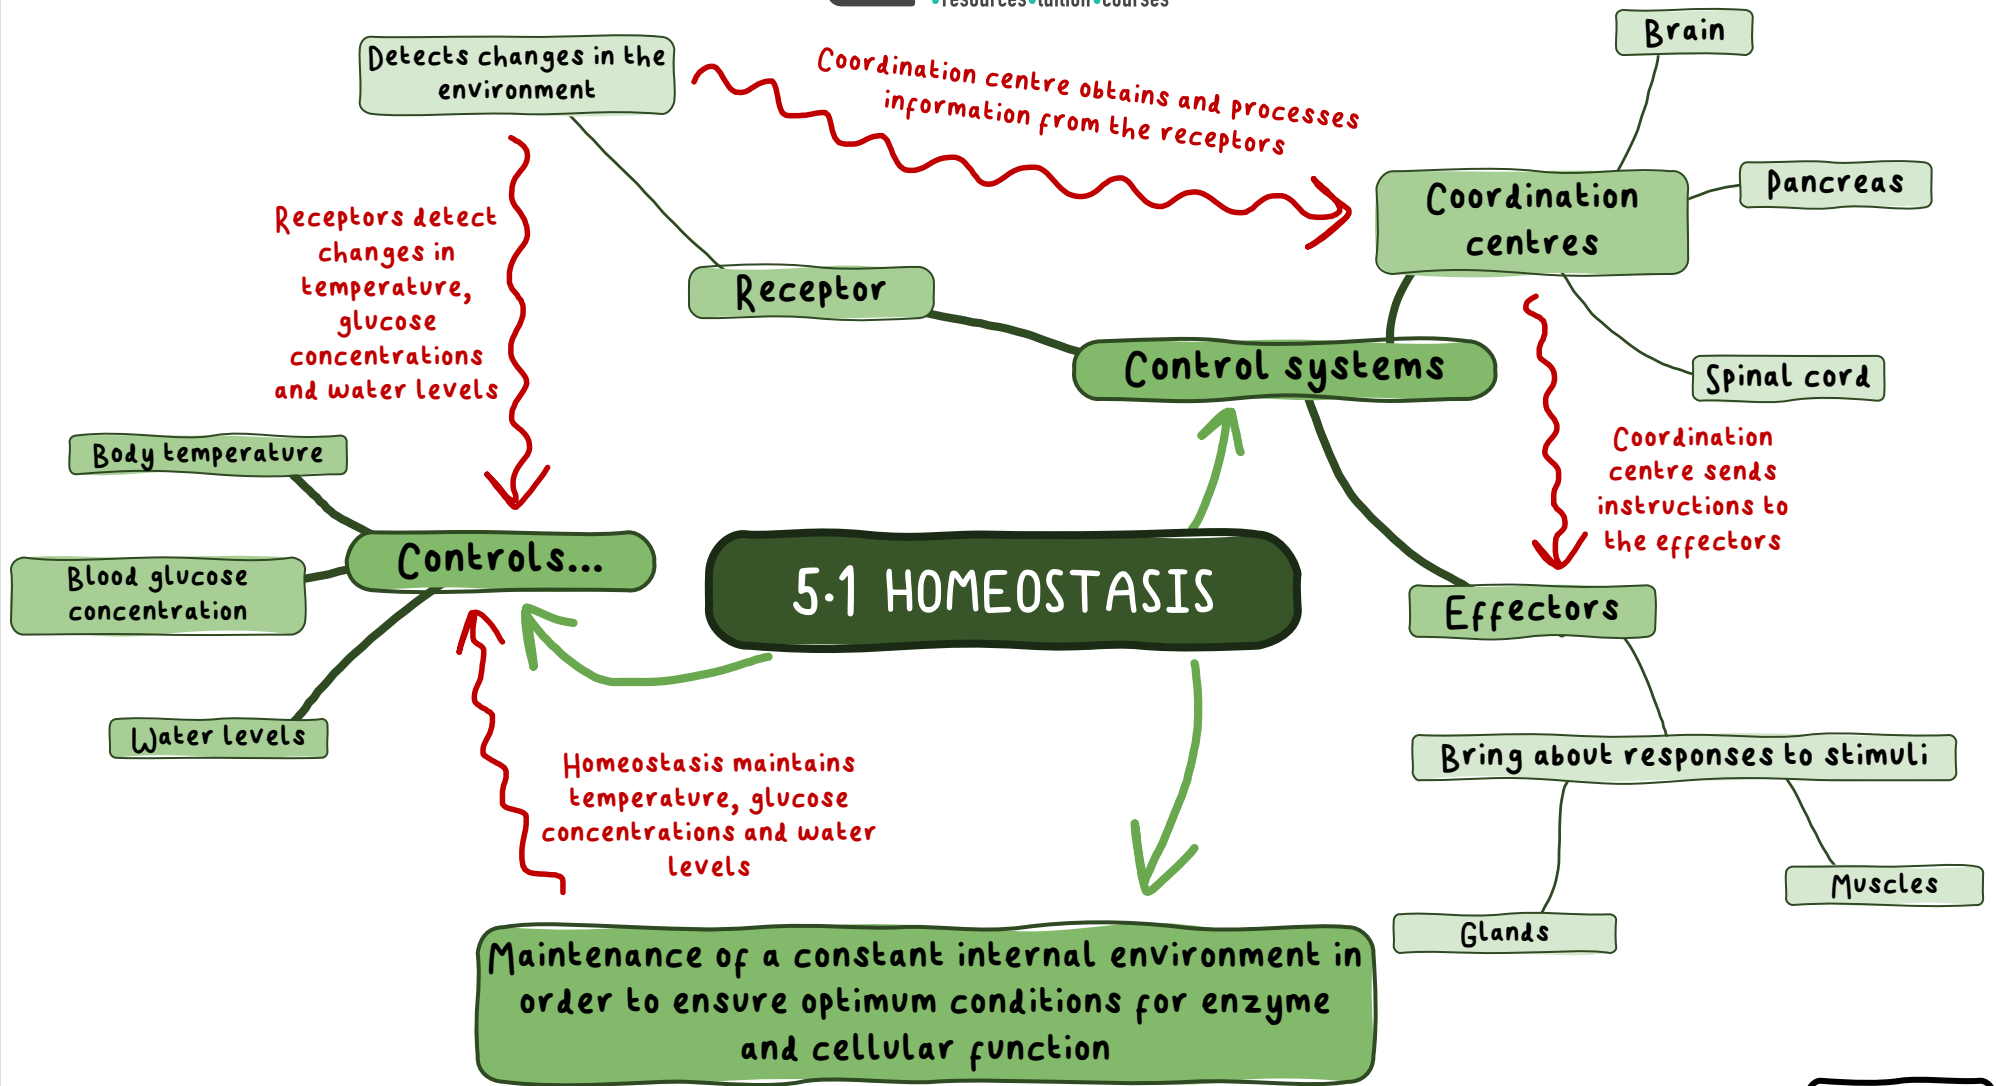 •resources•tuition•courses
Detects changes in the
environment
Coordination centre obtains and processes
information from the receptors
Brain
Pancreas
Coordination
centres
Receptors detect
changes in
temperature,
glucose
concentrations
and water levels
Receptor
Control systems
Spinal cord
Coordination
centre sends
instructions to
the effectors
Body temperature
Controls...
Blood glucose
concentration
5.1 HOMEOSTASIS
Effectors
Water levels
Homeostasis maintains
temperature, glucose
concentrations and water
levels
Bring about responses to stimuli
Muscles
Glands
Maintenance of a constant internal environment in
order to ensure optimum conditions for enzyme
and cellular function